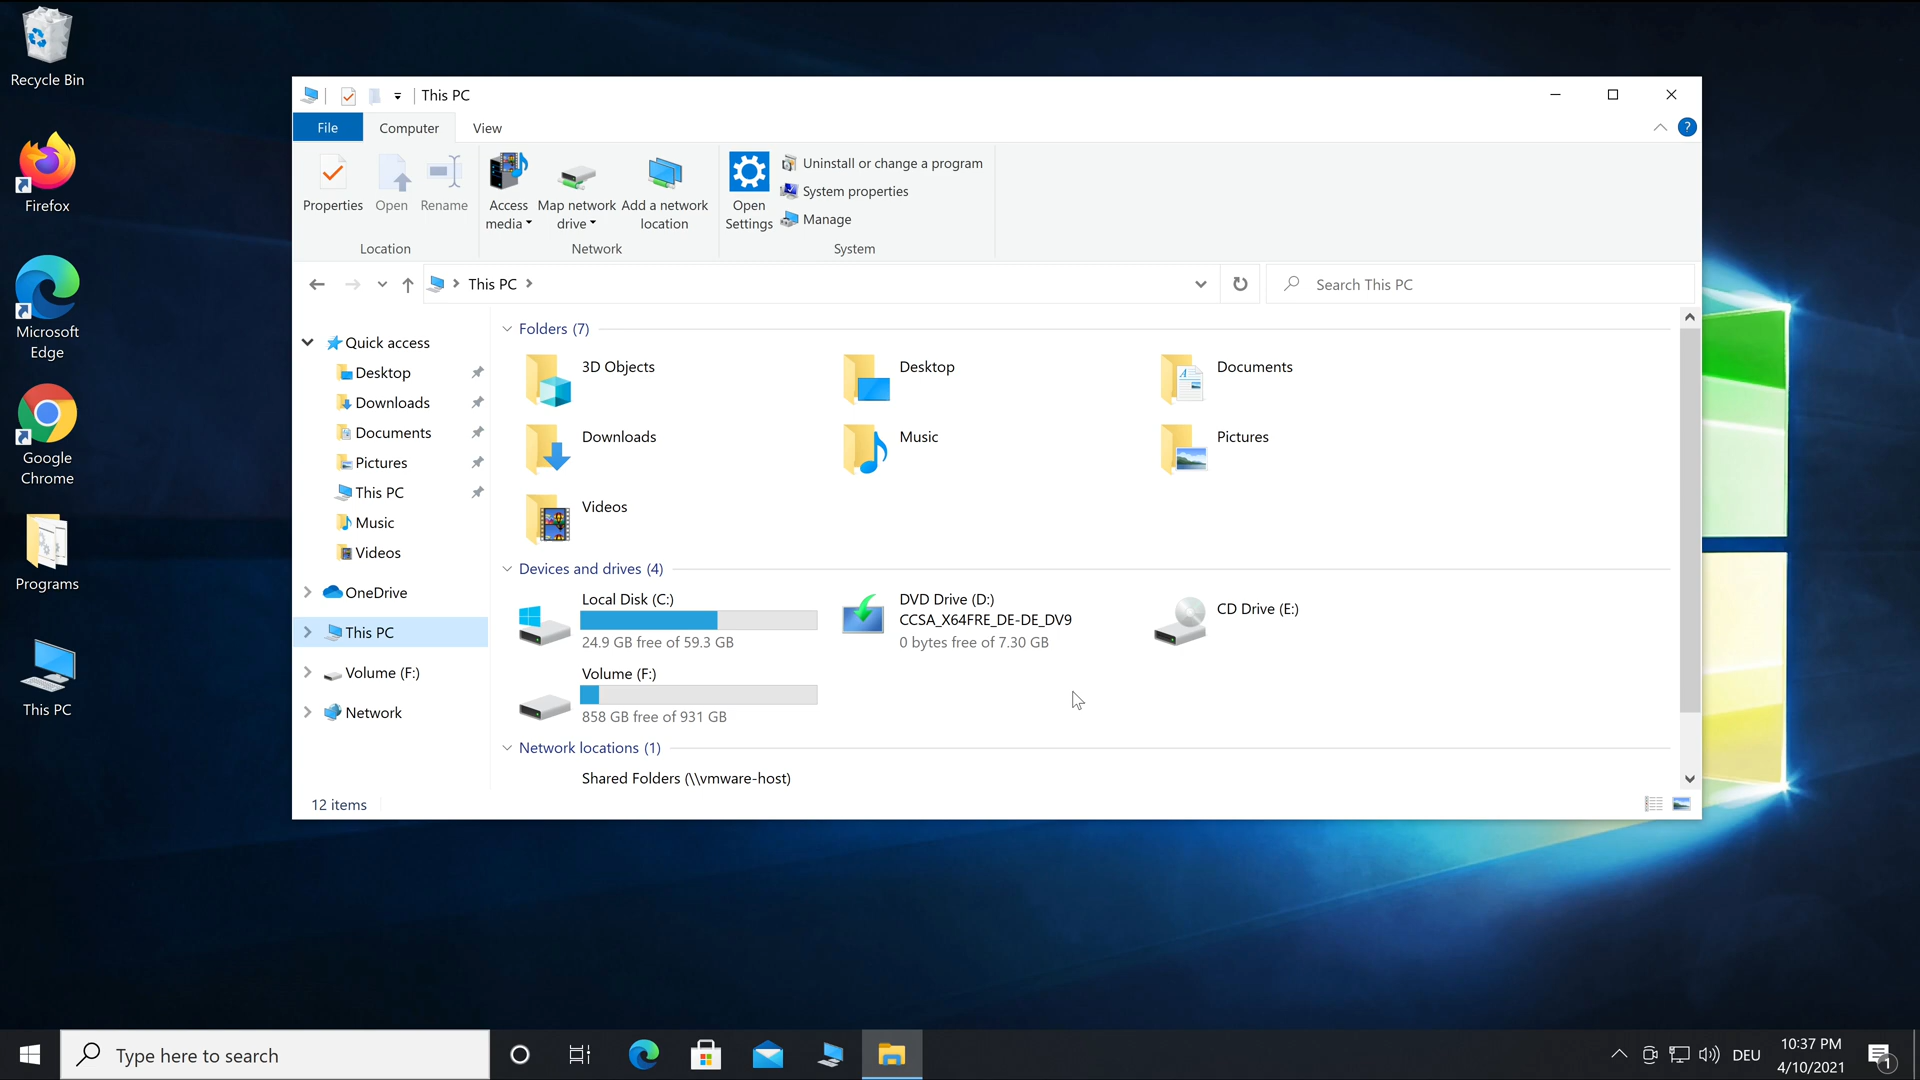 Recycle Bin
Firefox
Microsoft
Edge
Google
Chrome
Programs
This PC
This PC
File
Computer
View
?
Properties
Open
Rename
Location
Access
media
Map network
drive
Add a network
location
Network
Open
Settings
Uninstall or change a program
System properties
Manage
System
This PC
Search This PC
Quick access
Desktop
Downloads
Documents
Pictures
This PC
Music
Videos
OneDrive
This PC
Volume (F:)
Network
Folders (7)
3D Objects
Desktop
Documents
Downloads
Music
Pictures
Videos
Devices and drives (4)
Local Disk (C:)
24.9 GB free of 59.3 GB
DVD Drive (D:)
CCSA_X64FRE_DE-DE_DV9
0 bytes free of 7.30 GB
CD Drive (E:)
Volume (F:)
858 GB free of 931 GB
Network locations (1)
Shared Folders (\\vmware-host)
12 items
Type here to search
DEU
10:37 PM
4/10/2021
1